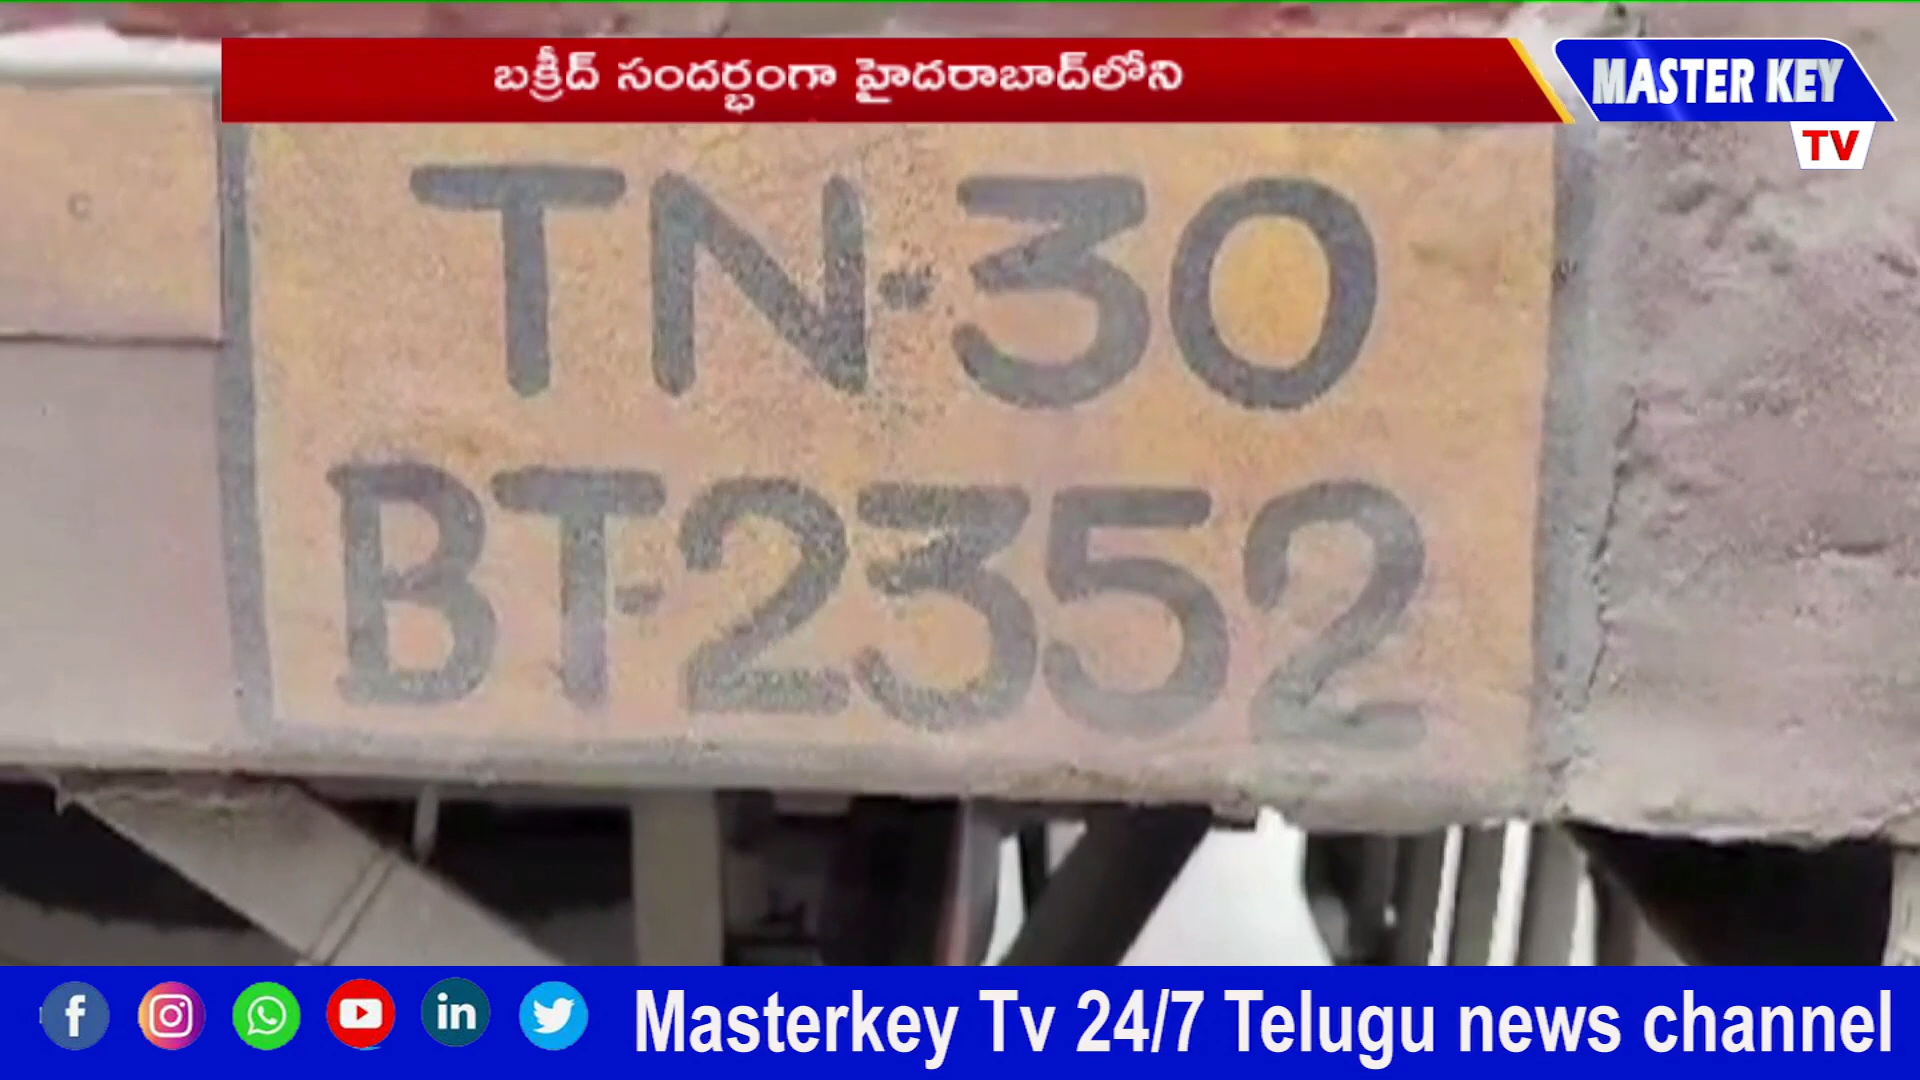 బక్రీద్ సందర్భంగా హైదరాబాద్‌లోని
MASTER KEY
TV
TN-30
BT-2352
Masterkey Tv 24/7 Telugu news channel